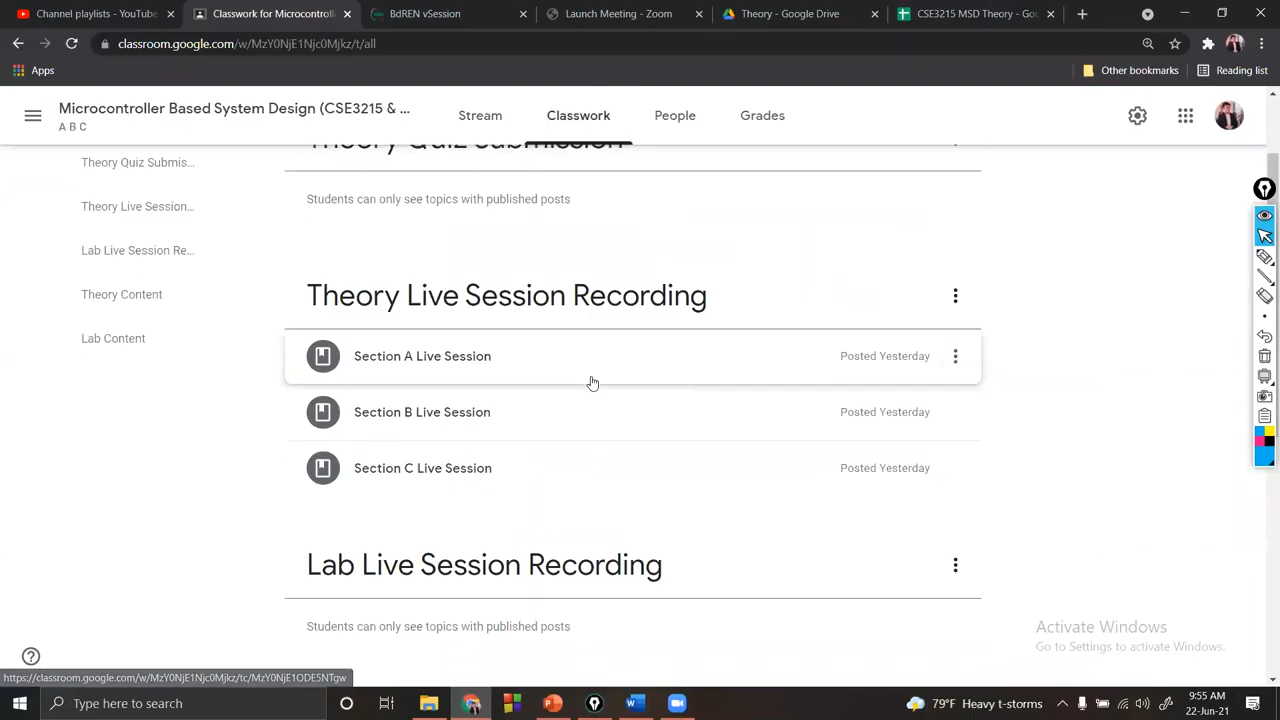 Channel playlists - YouTube
Classwork for Microcontrolle
BdREN vSession
Launch Meeting - Zoom
Theory - Google Drive
CSE3215 MSD Theory - Goo
classroom.google.com/w/MzY0NjE1Njc0Mjkz/t/all
Apps
Other bookmarks
Reading list
Microcontroller Based System Design (CSE3215 & ...
A B C
Stream
Classwork
People
Grades
Theory Quiz Submis...
Theory Live Session...
Lab Live Session Re...
Theory Content
Lab Content
Theory Quiz Submission
Students can only see topics with published posts
Theory Live Session Recording
Section A Live Session
Posted Yesterday
Section B Live Session
Posted Yesterday
Section C Live Session
Posted Yesterday
Lab Live Session Recording
Students can only see topics with published posts
Activate Windows
Go to Settings to activate Windows.
https://classroom.google.com/w/MzY0NjE1Njc0Mjkz/tc/MzY0NjE1ODE5NTgw
Type here to search
79°F Heavy t-storms
9:55 AM
22-Jun-21